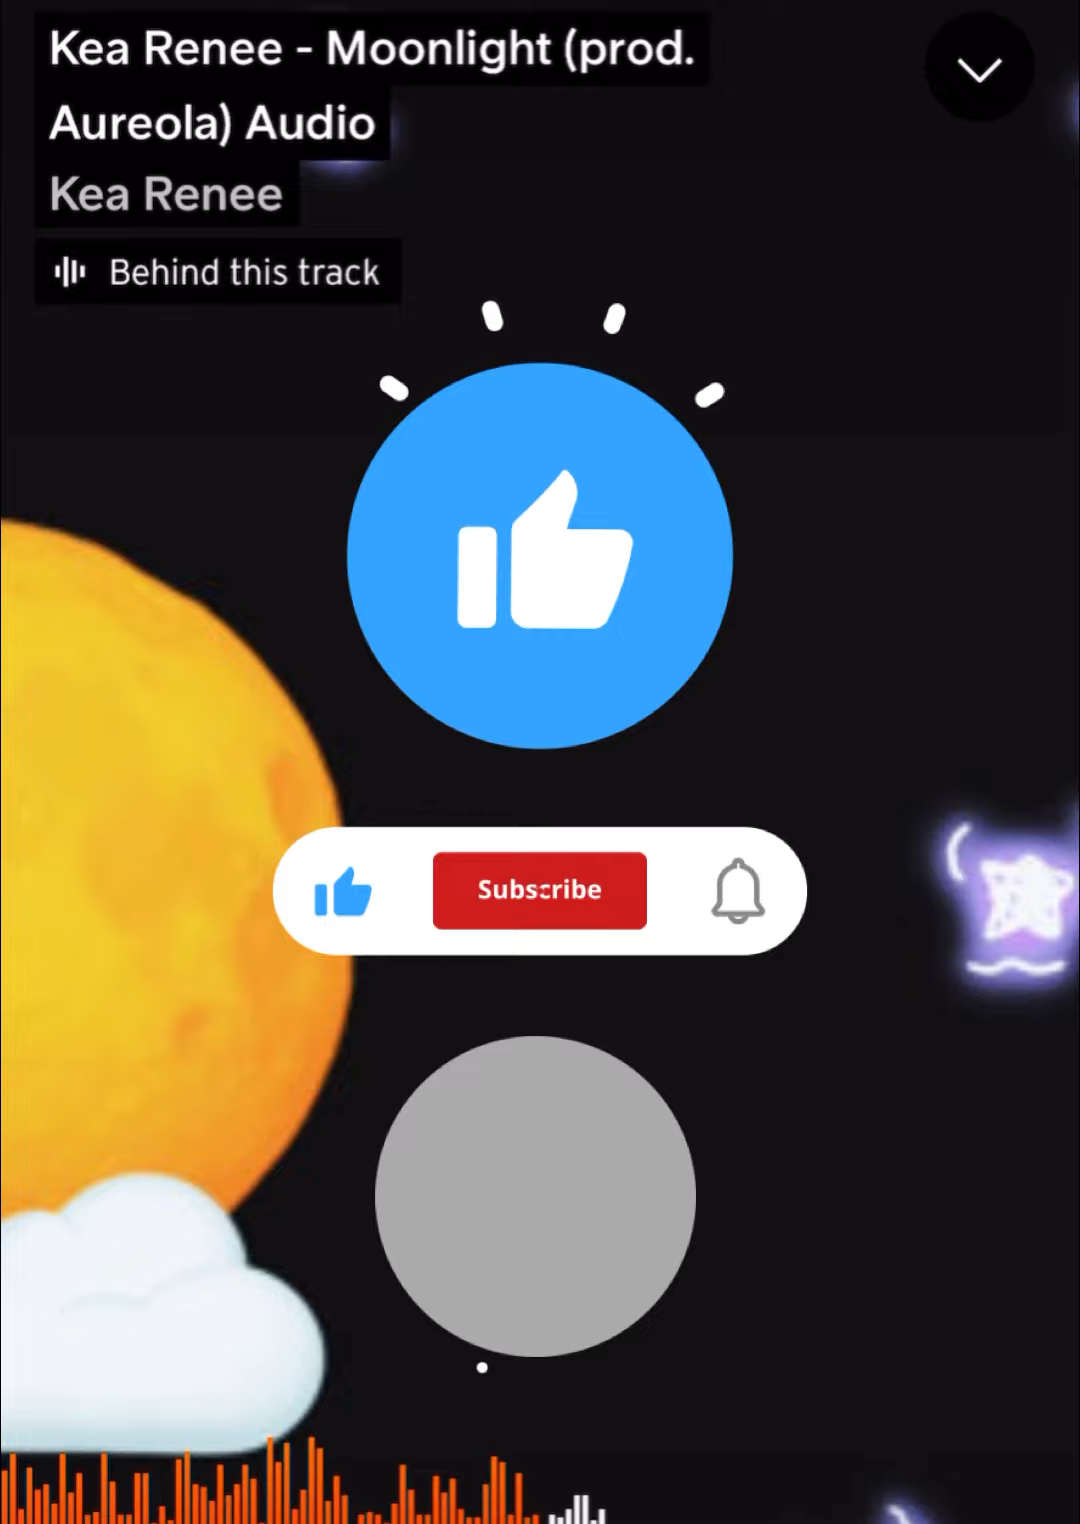 Kea Renee - Moonlight (prod.
Aureola) Audio
Kea Renee
Behind this track
Subscribe